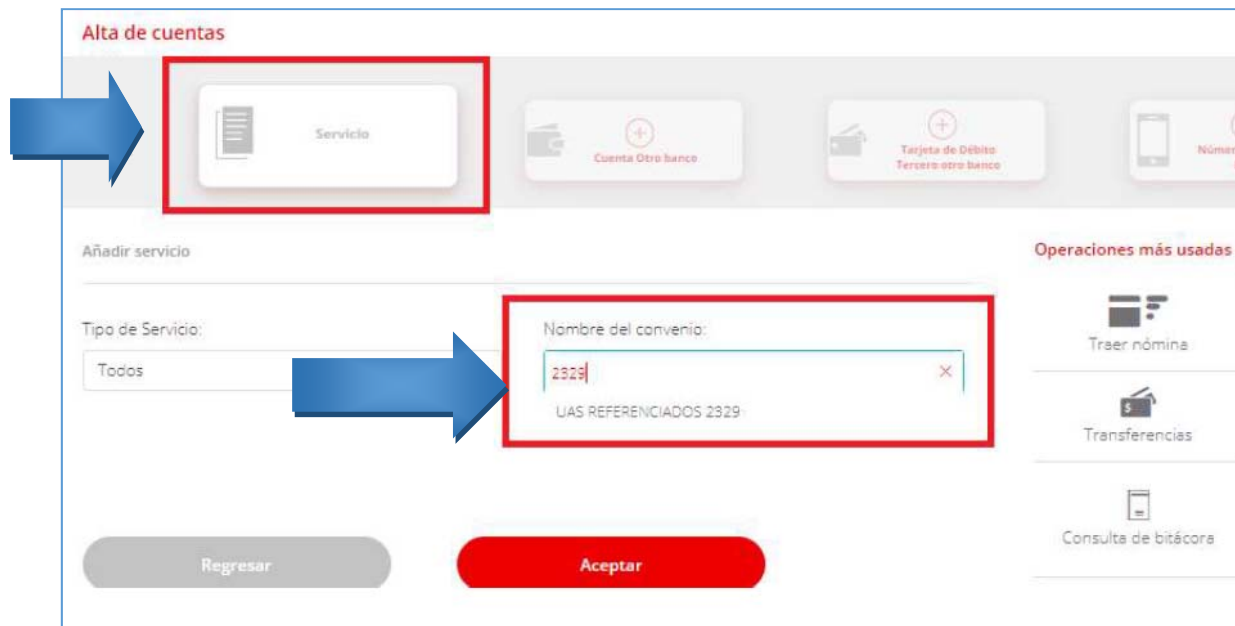 Alta de cuentas
Servicio
Cuenta Otro banco
Tarjeta de Débito
Tercero otro banco
Añadir servicio
Operaciones más usadas
Tipo de Servicio:
Nombre del convenio:
Todos
2329
UAS REFERENCIADOS 2329
Traer nómina
Transferencias
Consulta de bitácora
Regresar
Aceptar